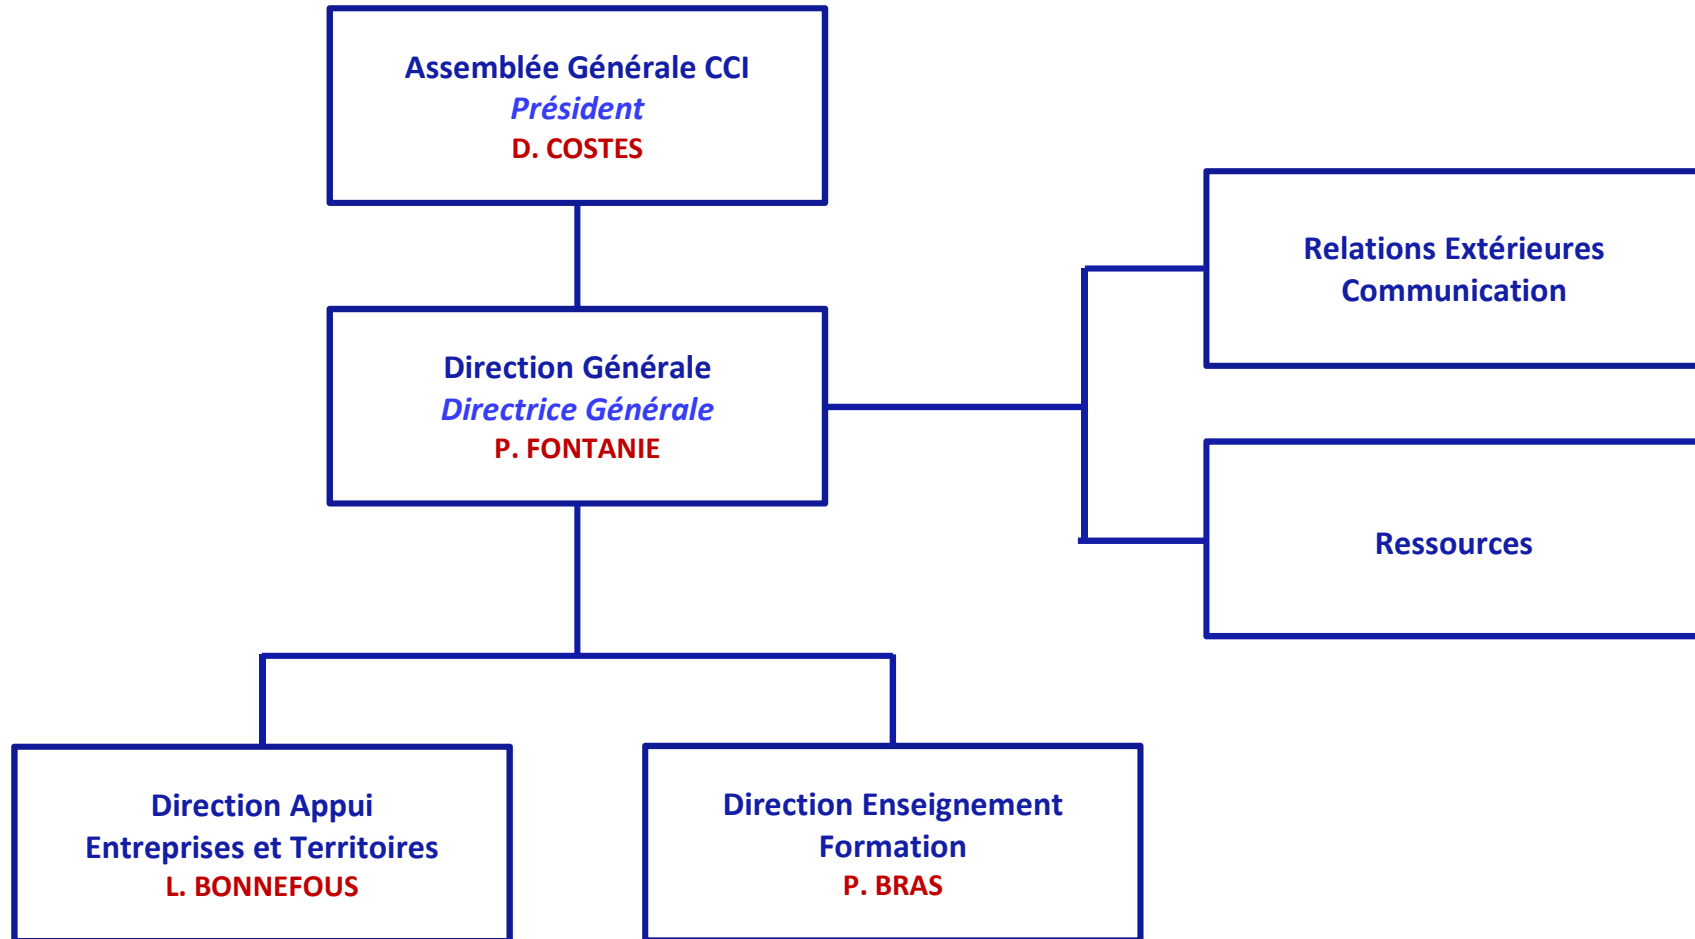 Assemblée Générale CCI
Président
D. COSTES
Relations Extérieures
Communication
Direction Générale
Directrice Générale
P. FONTANIE
Ressources
Direction Appui
Entreprises et Territoires
L. BONNEFOUS
Direction Enseignement
Formation
P. BRAS